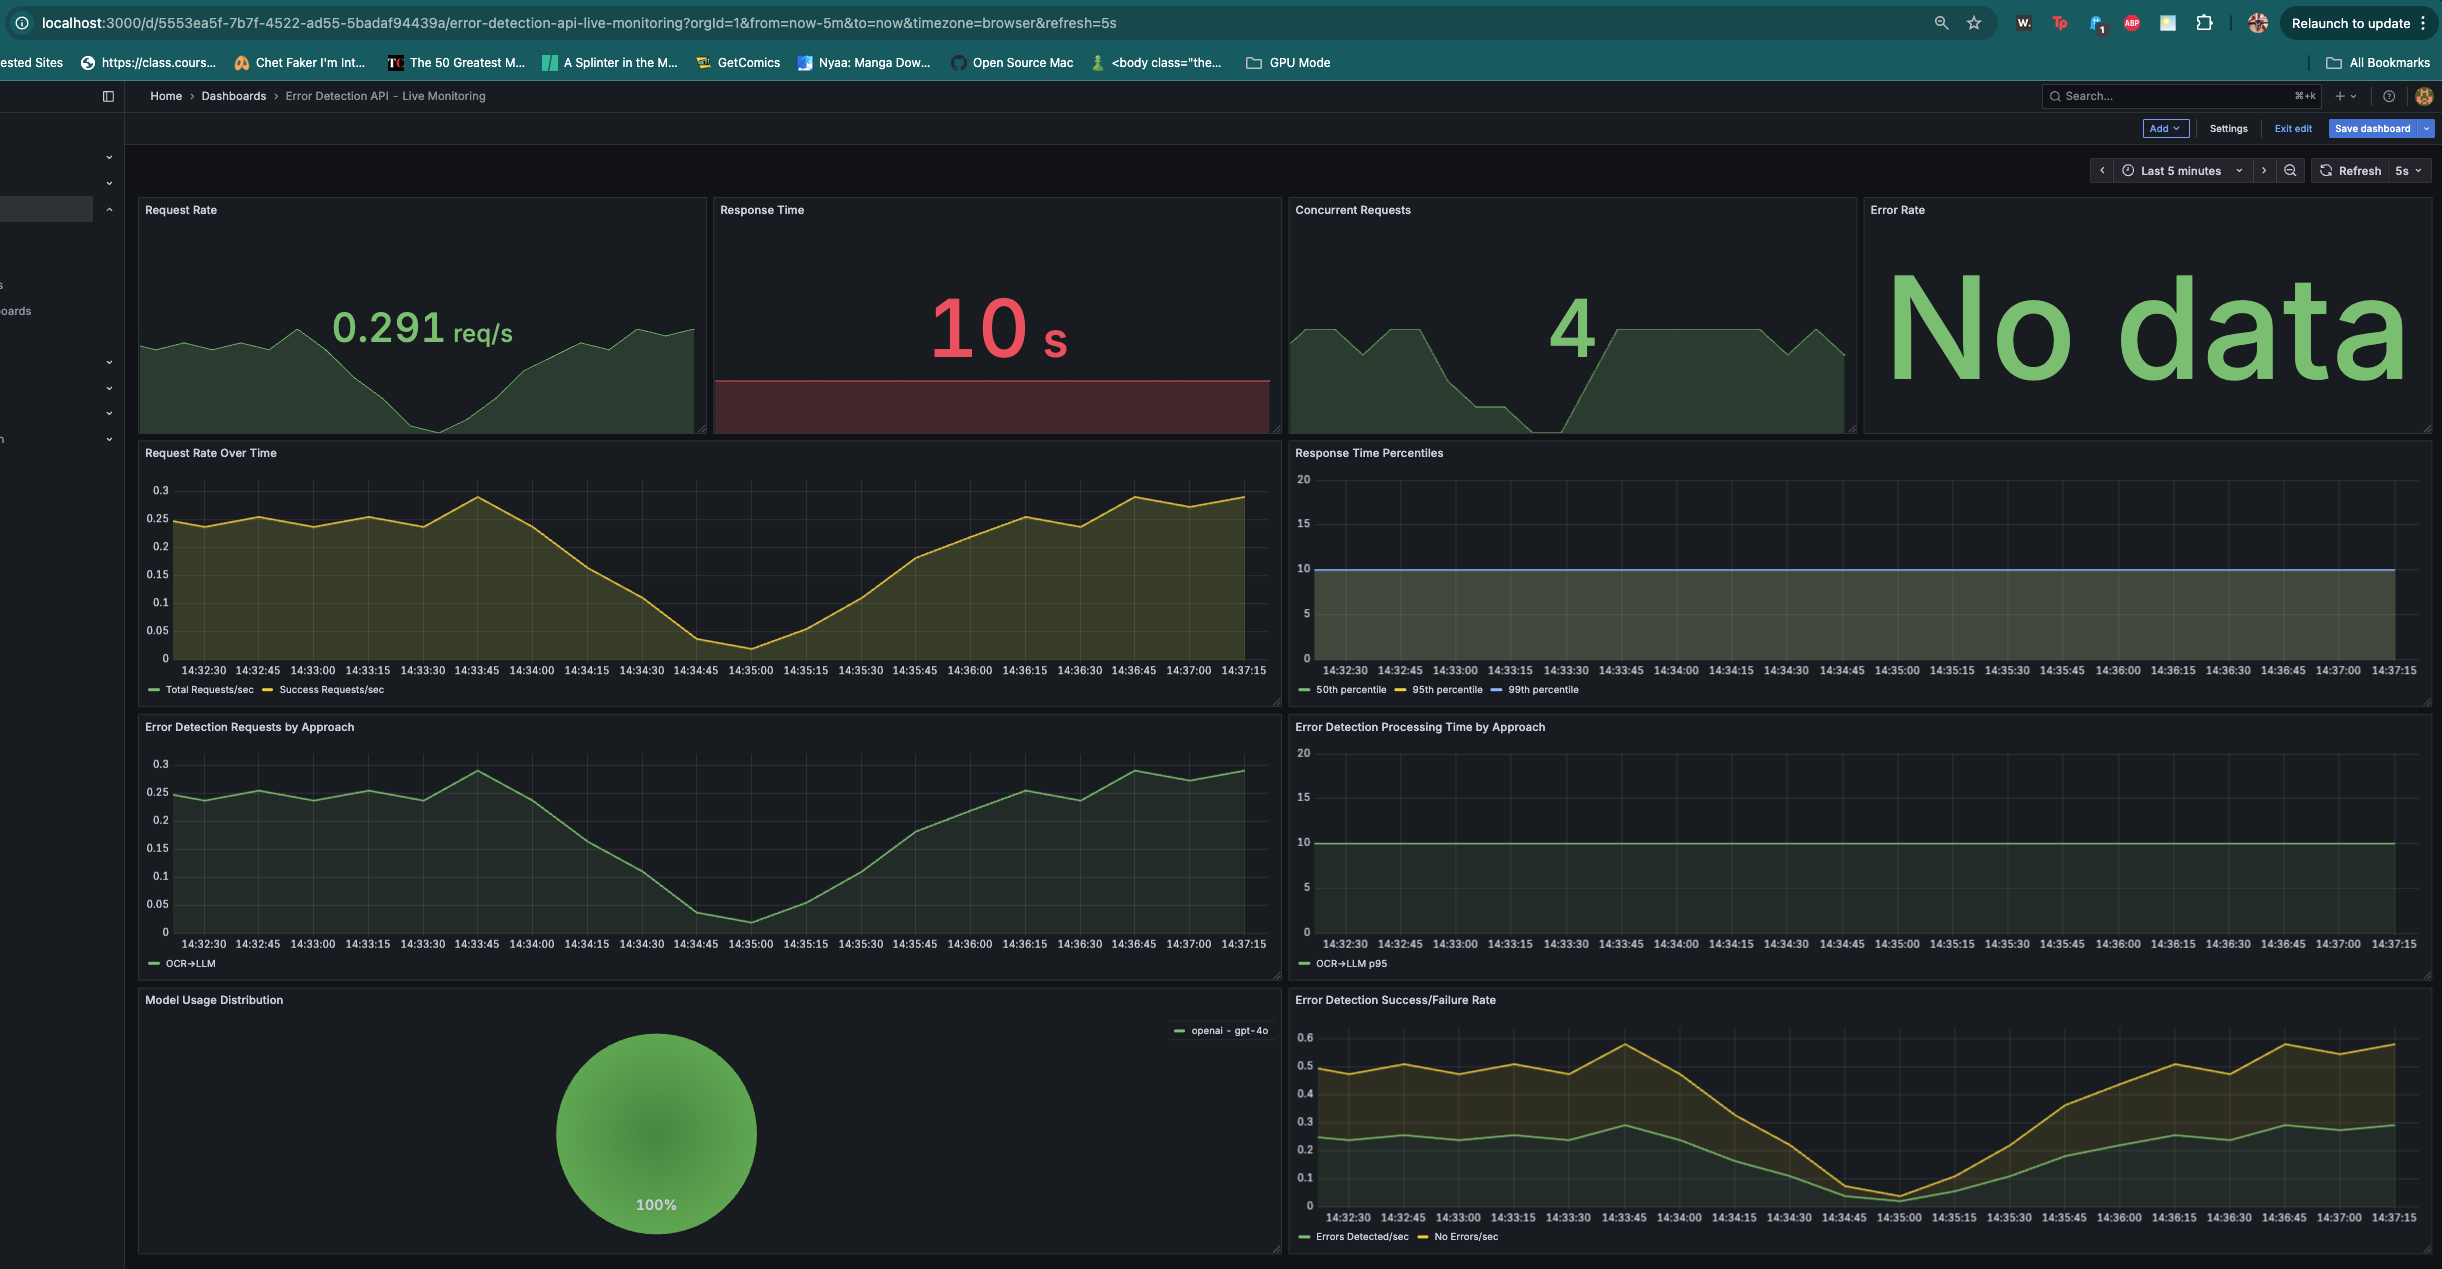 localhost:3000/d/5553ea5f-7b7f-4522-ad55-5badaf94439a/error-detection-api-live-monitoring?orgId=1&from=now-5m&to=now&timezone=browser&refresh=5s
W. Tp 1 ABP Relaunch to update
ested Sites https://class.cours... Chet Faker I'm Int... TC The 50 Greatest M... A Splinter in the M... GetComics Nyaa: Manga Dow... Open Source Mac <body class="the... GPU Mode All Bookmarks
Home › Dashboards › Error Detection API - Live Monitoring Search... ⌘+k
Add Settings Exit edit Save dashboard
Last 5 minutes Refresh 5s
s
oards
n
Request Rate
0.291 req/s
Response Time
10 s
Concurrent Requests
4
Error Rate
No data
Request Rate Over Time
0.3
0.25
0.2
0.15
0.1
0.05
0
14:32:30 14:32:45 14:33:00 14:33:15 14:33:30 14:33:45 14:34:00 14:34:15 14:34:30 14:34:45 14:35:00 14:35:15 14:35:30 14:35:45 14:36:00 14:36:15 14:36:30 14:36:45 14:37:00 14:37:15
Total Requests/sec Success Requests/sec
Response Time Percentiles
20
15
10
5
0
14:32:30 14:32:45 14:33:00 14:33:15 14:33:30 14:33:45 14:34:00 14:34:15 14:34:30 14:34:45 14:35:00 14:35:15 14:35:30 14:35:45 14:36:00 14:36:15 14:36:30 14:36:45 14:37:00 14:37:15
50th percentile 95th percentile 99th percentile
Error Detection Requests by Approach
0.3
0.25
0.2
0.15
0.1
0.05
0
14:32:30 14:32:45 14:33:00 14:33:15 14:33:30 14:33:45 14:34:00 14:34:15 14:34:30 14:34:45 14:35:00 14:35:15 14:35:30 14:35:45 14:36:00 14:36:15 14:36:30 14:36:45 14:37:00 14:37:15
OCR→LLM
Error Detection Processing Time by Approach
20
15
10
5
0
14:32:30 14:32:45 14:33:00 14:33:15 14:33:30 14:33:45 14:34:00 14:34:15 14:34:30 14:34:45 14:35:00 14:35:15 14:35:30 14:35:45 14:36:00 14:36:15 14:36:30 14:36:45 14:37:00 14:37:15
OCR→LLM p95
Model Usage Distribution
openai - gpt-4o
100%
Error Detection Success/Failure Rate
0.6
0.5
0.4
0.3
0.2
0.1
0
14:32:30 14:32:45 14:33:00 14:33:15 14:33:30 14:33:45 14:34:00 14:34:15 14:34:30 14:34:45 14:35:00 14:35:15 14:35:30 14:35:45 14:36:00 14:36:15 14:36:30 14:36:45 14:37:00 14:37:15
Errors Detected/sec No Errors/sec